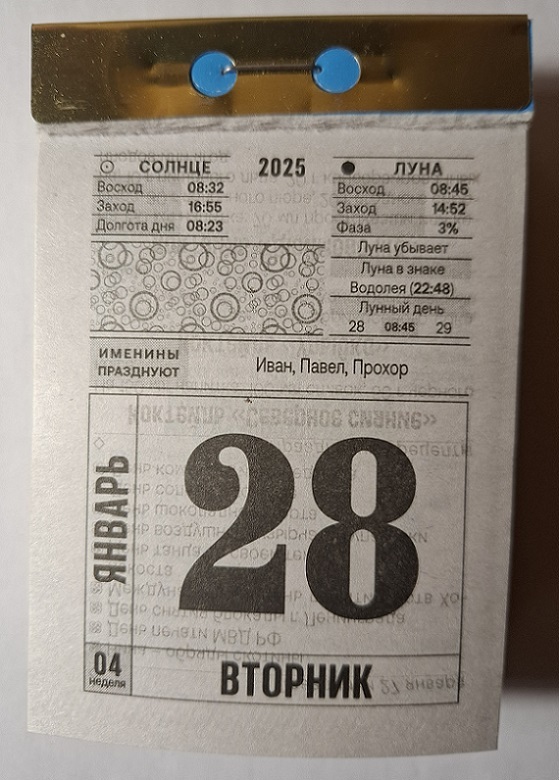 СОЛНЦЕ
Восход 08:32
Заход 16:55
Долгота дня 08:23
2025
ЛУНА
Восход 08:45
Заход 14:52
Фаза 3%
Луна убывает
Луна в знаке
Водолея (22:48)
Лунный день
28 08:45 29
ИМЕНИНЫ
ПРАЗДНУЮТ
Иван, Павел, Прохор
ЯНВАРЬ
28
04
неделя
ВТОРНИК